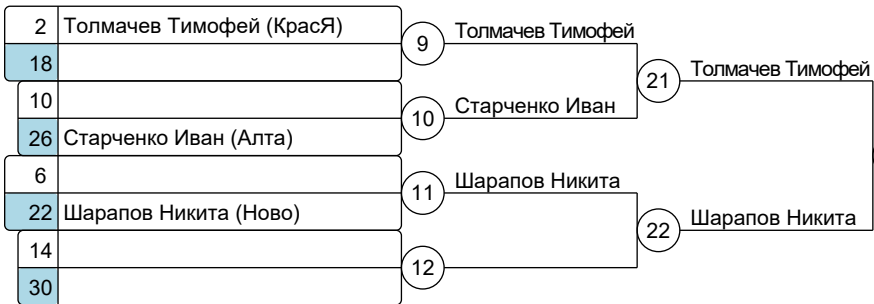 2 Толмачев Тимофей (КрасЯ)
18
9 Толмачев Тимофей
21 Толмачев Тимофей
10
26 Старченко Иван (Алта)
10 Старченко Иван
6
22 Шарапов Никита (Ново)
11 Шарапов Никита
22 Шарапов Никита
14
30
12